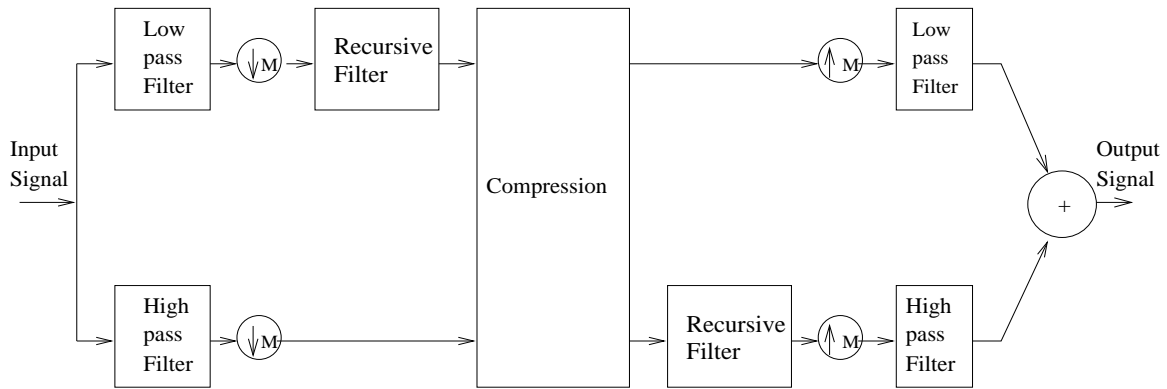 Low
pass
Filter
M
Recursive
Filter
M
Low
pass
Filter
Input
Signal
Compression
+
Output
Signal
High
pass
Filter
M
Recursive
Filter
M
High
pass
Filter